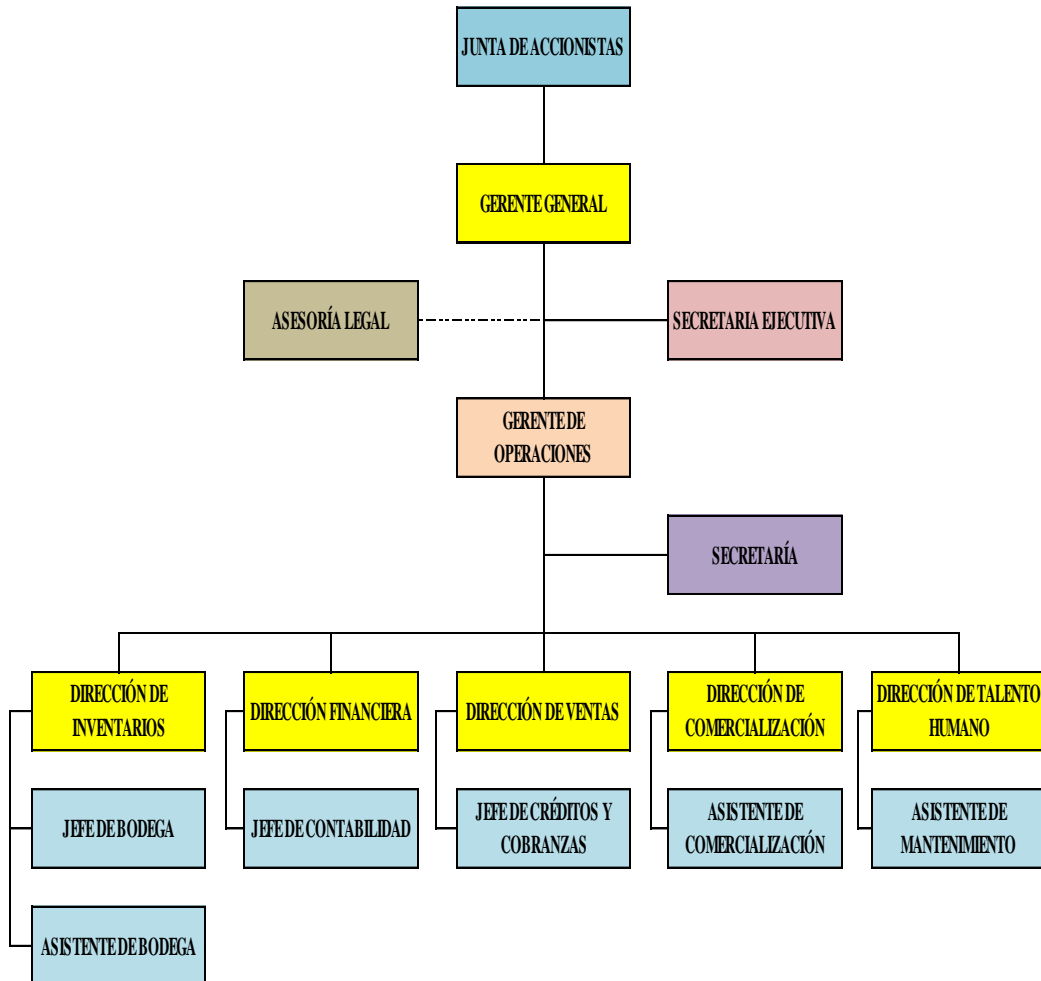 JUNTA DE ACCIONISTAS
GERENTE GENERAL
ASESORÍA LEGAL
SECRETARIA EJECUTIVA
GERENTE DE
OPERACIONES
SECRETARÍA
DIRECCIÓN DE
INVENTARIOS
DIRECCIÓN FINANCIERA
DIRECCIÓN DE VENTAS
DIRECCIÓN DE
COMERCIALIZACIÓN
DIRECCIÓN DE TALENTO
HUMANO
JEFE DE BODEGA
JEFE DE CONTABILIDAD
JEFE DE CRÉDITOS Y
COBRANZAS
ASISTENTE DE
COMERCIALIZACIÓN
ASISTENTE DE
MANTENIMIENTO
ASISTENTE DE BODEGA